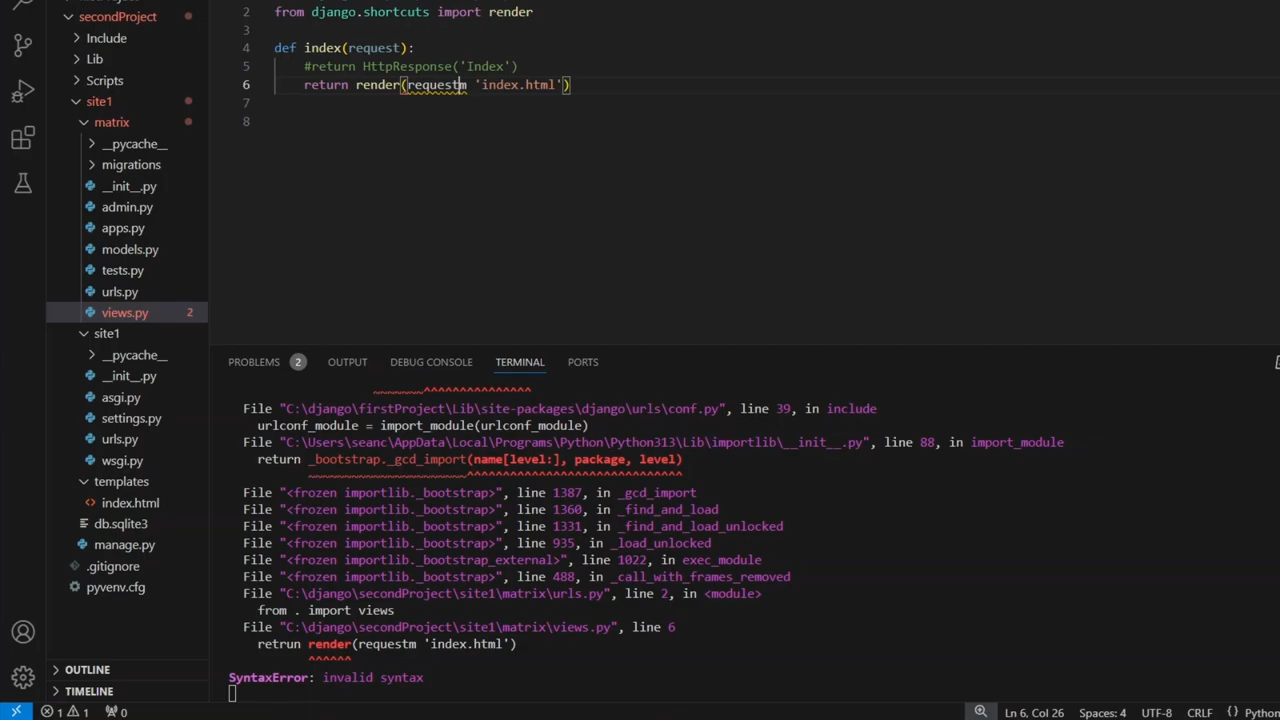 secondProject
Include
Lib
Scripts
site1
matrix
__pycache__
migrations
__init__.py
admin.py
apps.py
models.py
tests.py
urls.py
views.py 2
site1
__pycache__
__init__.py
asgi.py
settings.py
urls.py
wsgi.py
templates
index.html
db.sqlite3
manage.py
.gitignore
pyvenv.cfg
OUTLINE
TIMELINE
2 from django.shortcuts import render
3
4 def index(request):
5 #return HttpResponse('Index')
6 return render(requestm 'index.html')
7
8
PROBLEMS 2 OUTPUT DEBUG CONSOLE TERMINAL PORTS
~~~~~~~^^^^^^^^^^^^^^^
File "C:\django\firstProject\Lib\site-packages\django\urls\conf.py", line 39, in include
urlconf_module = import_module(urlconf_module)
File "C:\Users\seanc\AppData\Local\Programs\Python\Python313\Lib\importlib\__init__.py", line 88, in import_module
return _bootstrap._gcd_import(name[level:], package, level)
~~~~~~~~~~~~~~~~~~~~~~^^^^^^^^^^^^^^^^^^^^^^^^^^^^^
File "<frozen importlib._bootstrap>", line 1387, in _gcd_import
File "<frozen importlib._bootstrap>", line 1360, in _find_and_load
File "<frozen importlib._bootstrap>", line 1331, in _find_and_load_unlocked
File "<frozen importlib._bootstrap>", line 935, in _load_unlocked
File "<frozen importlib._bootstrap_external>", line 1022, in exec_module
File "<frozen importlib._bootstrap>", line 488, in _call_with_frames_removed
File "C:\django\secondProject\site1\matrix\urls.py", line 2, in <module>
from . import views
File "C:\django\secondProject\site1\matrix\views.py", line 6
retrun render(requestm 'index.html')
^^^^^^
SyntaxError: invalid syntax
1 1 0 Ln 6, Col 26 Spaces: 4 UTF-8 CRLF {} Python